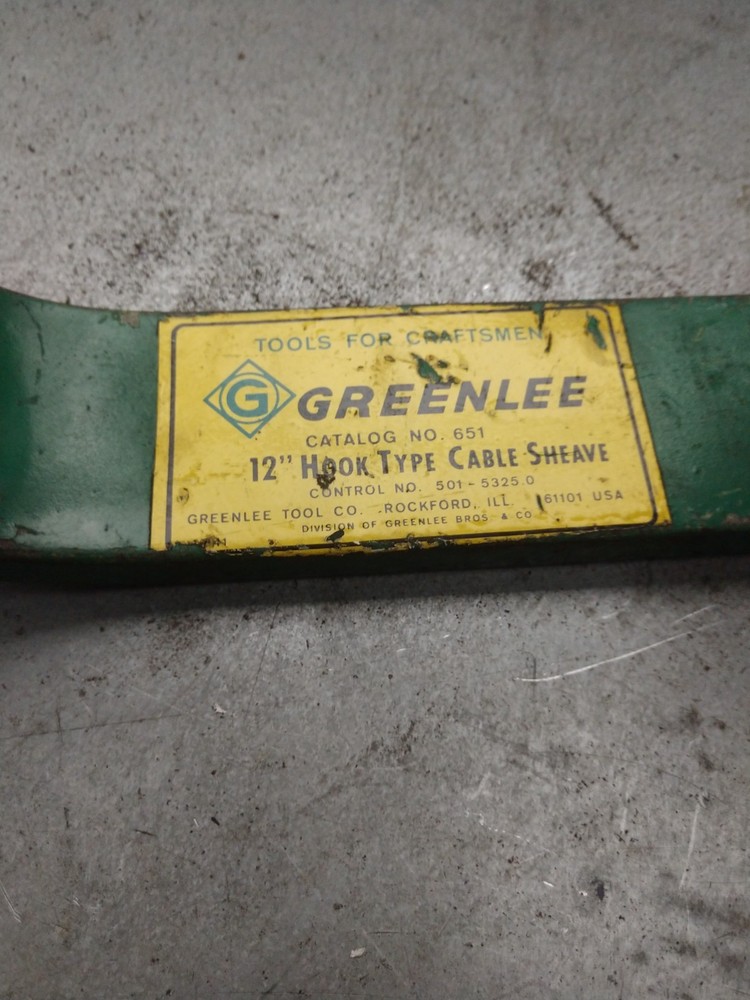 TOOLS FOR CRAFTSMEN
G GREENLEE
CATALOG NO. 651
12" HOOK TYPE CABLE SHEAVE
CONTROL NO. 501-5325.0
GREENLEE TOOL CO. ROCKFORD, ILL. 61101 USA
DIVISION OF GREENLEE BROS. & CO.